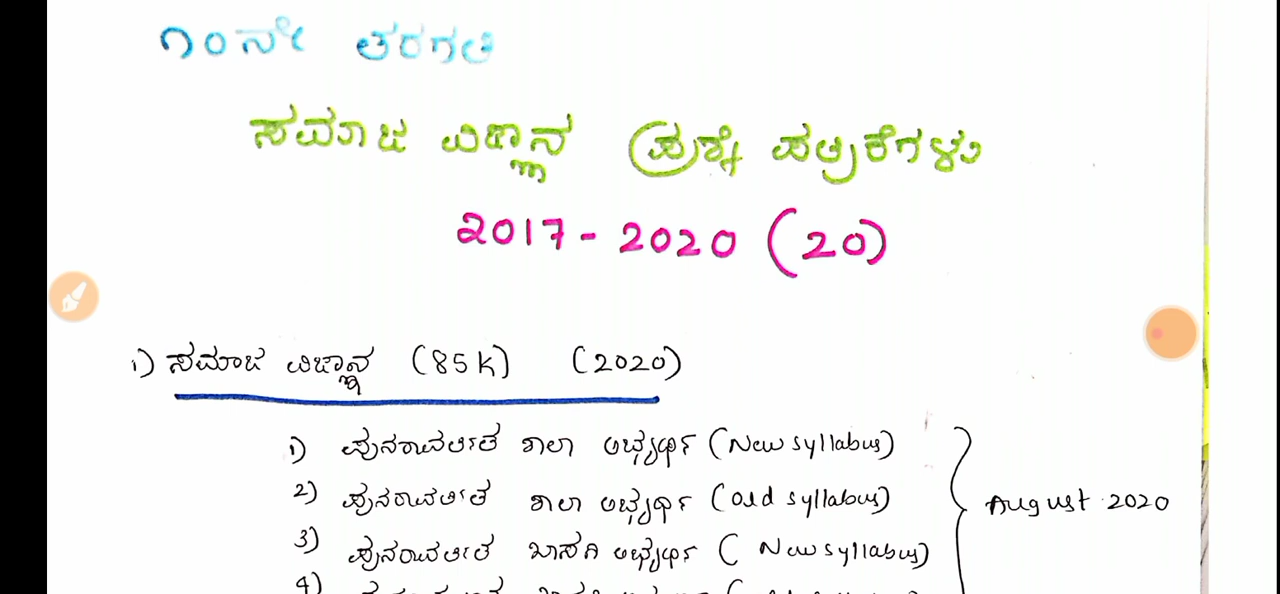 ೧೦ನೇ ತರಗತಿ
ಸಮಾಜ ವಿಜ್ಞಾನ ಪ್ರಶ್ನೆ ಪತ್ರಿಕೆಗಳು
2017 - 2020 (20)
1) ಸಮಾಜ ವಿಜ್ಞಾನ (85K) (2020)
1) ಪುನರಾವರ್ತಿತ ಶಾಲಾ ಅಭ್ಯರ್ಥಿ (New syllabus)
2) ಪುನರಾವರ್ತಿತ ಶಾಲಾ ಅಭ್ಯರ್ಥಿ (Old syllabus)
August 2020
3) ಪುನರಾವರ್ತಿತ ಖಾಸಗಿ ಅಭ್ಯರ್ಥಿ ( New syllabus)
4)